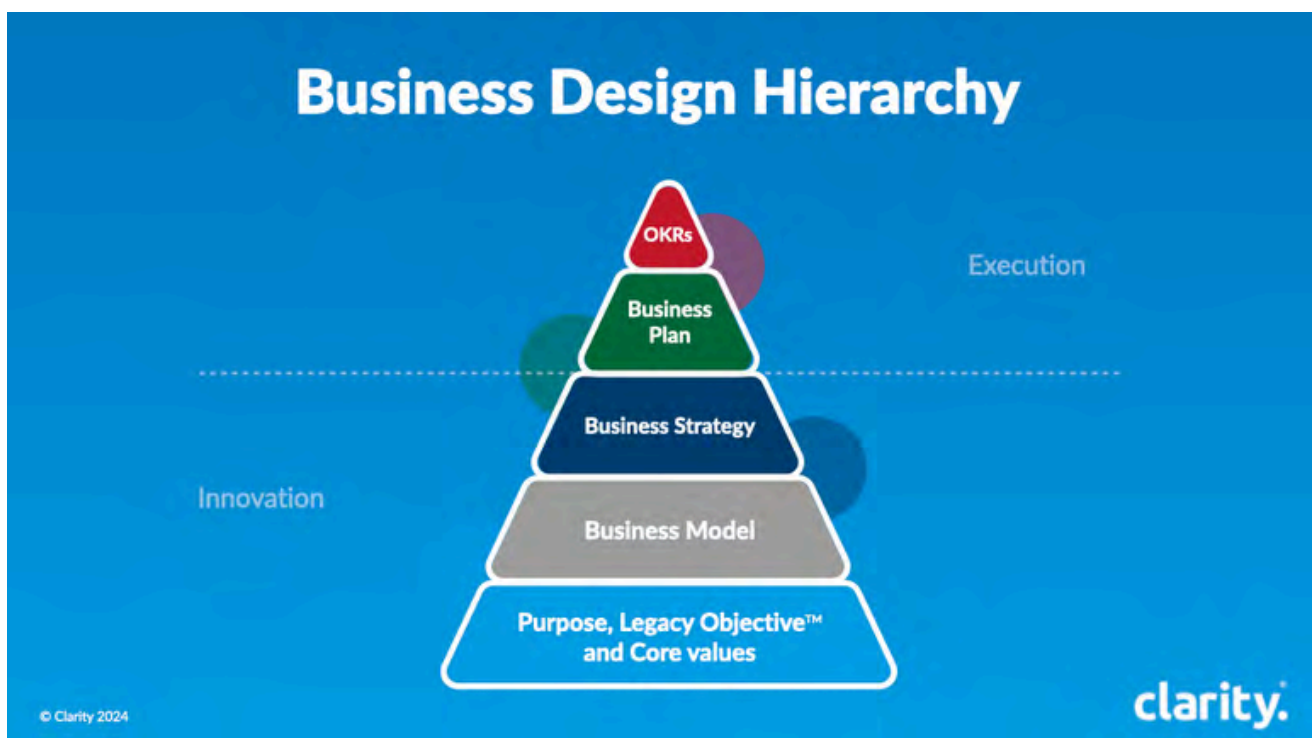 Business Design Hierarchy
OKRs
Execution
Business
Plan
Business Strategy
Innovation
Business Model
Purpose, Legacy Objective™
and Core values
© Clarity 2024
clarity.